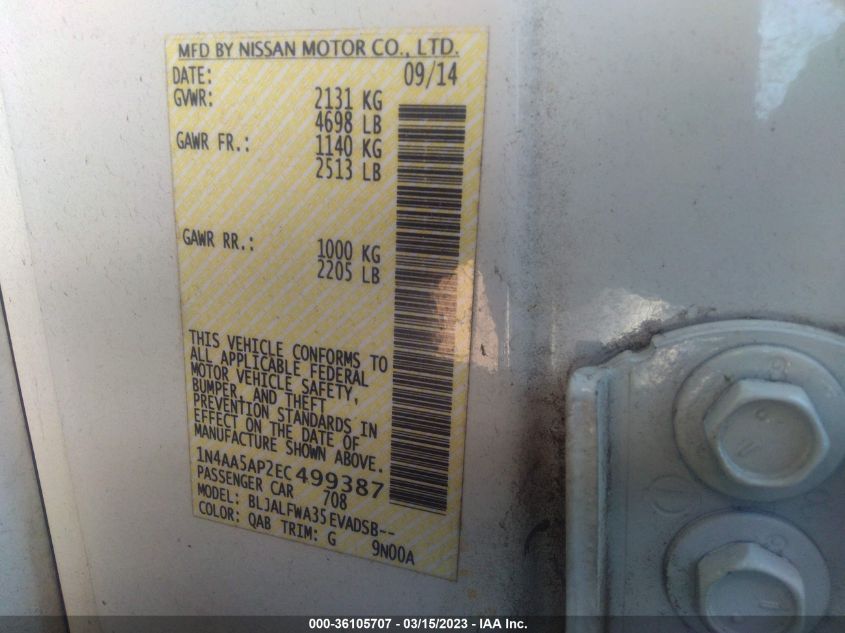 MFD BY NISSAN MOTOR CO., LTD.
DATE: 09/14
GVWR: 2131 KG
4698 LB
GAWR FR.: 1140 KG
2513 LB
GAWR RR.: 1000 KG
2205 LB
THIS VEHICLE CONFORMS TO
ALL APPLICABLE FEDERAL
MOTOR VEHICLE SAFETY,
BUMPER, AND THEFT
PREVENTION STANDARDS IN
EFFECT ON THE DATE OF
MANUFACTURE SHOWN ABOVE.
1N4AA5AP2EC499387
PASSENGER CAR 708
MODEL: BLJALFWA35EVADSB--
COLOR: QAB TRIM: G 9N00A
000-36105707 - 03/15/2023 - IAA Inc.